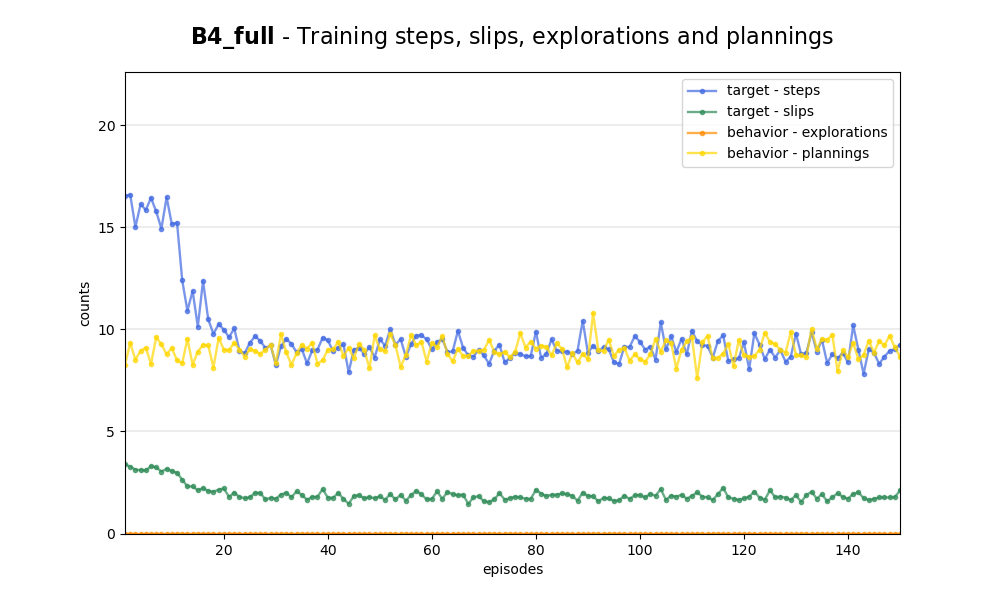 B4_full - Training steps, slips, explorations and plannings
target - steps
target - slips
behavior - explorations
behavior - plannings
20
15
10
5
0
counts
20 40 60 80 100 120 140
episodes